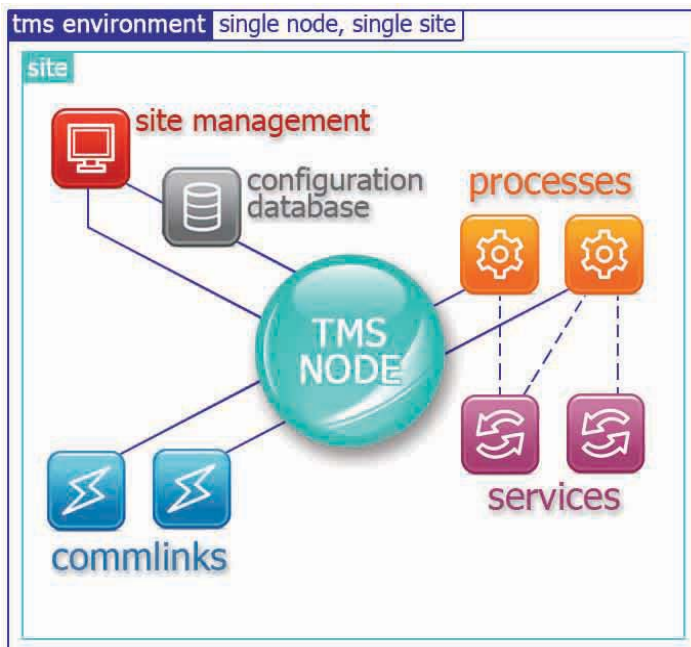 tms environment single node, single site
site
site management
configuration
database
processes
TMS
NODE
services
commlinks